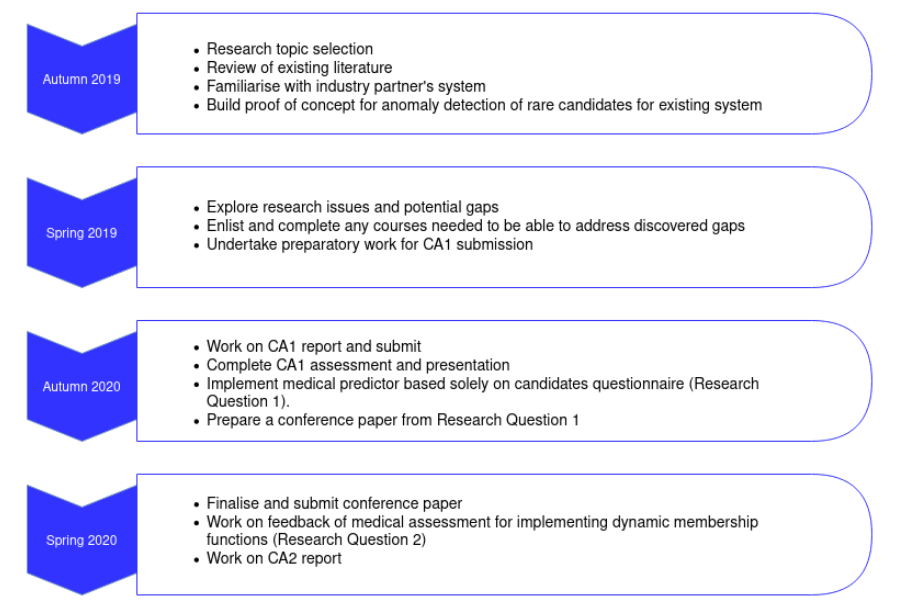 Autumn 2019
• Research topic selection
• Review of existing literature
• Familiarise with industry partner's system
• Build proof of concept for anomaly detection of rare candidates for existing system
Spring 2019
• Explore research issues and potential gaps
• Enlist and complete any courses needed to be able to address discovered gaps
• Undertake preparatory work for CA1 submission
Autumn 2020
• Work on CA1 report and submit
• Complete CA1 assessment and presentation
• Implement medical predictor based solely on candidates questionnaire (Research
Question 1).
• Prepare a conference paper from Research Question 1
Spring 2020
• Finalise and submit conference paper
• Work on feedback of medical assessment for implementing dynamic membership
functions (Research Question 2)
• Work on CA2 report